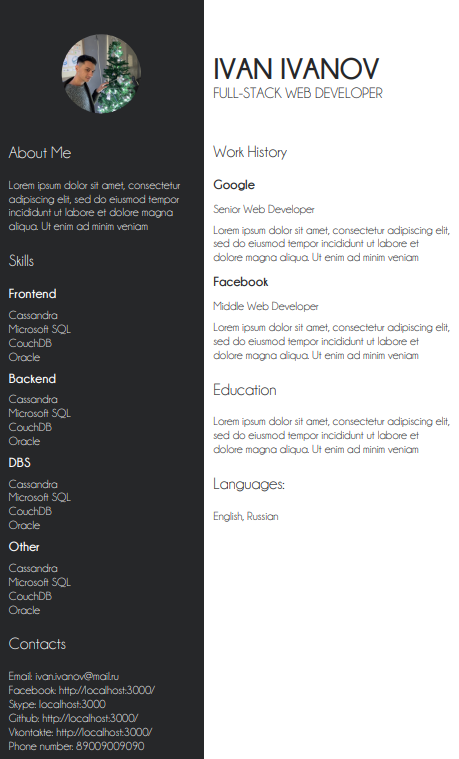 IVAN IVANOV
FULL-STACK WEB DEVELOPER
About Me
Lorem ipsum dolor sit amet, consectetur
adipiscing elit, sed do eiusmod tempor
incididunt ut labore et dolore magna
aliqua. Ut enim ad minim veniam
Skills
Frontend
Cassandra
Microsoft SQL
CouchDB
Oracle
Backend
Cassandra
Microsoft SQL
CouchDB
Oracle
DBS
Cassandra
Microsoft SQL
CouchDB
Oracle
Other
Cassandra
Microsoft SQL
CouchDB
Oracle
Contacts
Email: ivan.ivanov@mail.ru
Facebook: http://localhost:3000/
Skype: localhost:3000
Github: http://localhost:3000/
Vkontakte: http://localhost:3000/
Phone number: 89009009090
Work History
Google
Senior Web Developer
Lorem ipsum dolor sit amet, consectetur adipiscing elit,
sed do eiusmod tempor incididunt ut labore et
dolore magna aliqua. Ut enim ad minim veniam
Facebook
Middle Web Developer
Lorem ipsum dolor sit amet, consectetur adipiscing elit,
sed do eiusmod tempor incididunt ut labore et
dolore magna aliqua. Ut enim ad minim veniam
Education
Lorem ipsum dolor sit amet, consectetur adipiscing elit,
sed do eiusmod tempor incididunt ut labore et
dolore magna aliqua. Ut enim ad minim veniam
Languages:
English, Russian